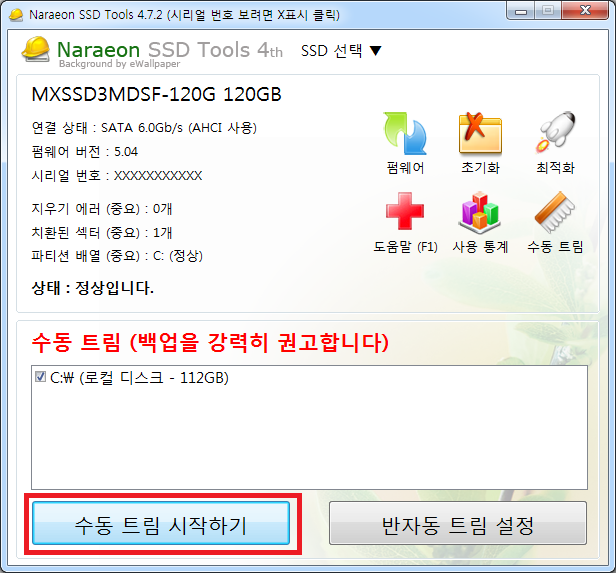 Naraeon SSD Tools 4.7.2 (시리얼 번호 보려면 X표시 클릭)
Naraeon SSD Tools 4th SSD 선택 ▼
Background by eWallpaper
MXSSD3MDSF-120G 120GB
연결 상태 : SATA 6.0Gb/s (AHCI 사용)
펌웨어 버전 : 5.04
시리얼 번호 : XXXXXXXXXXX
지우기 에러 (중요) : 0개
치환된 섹터 (중요) : 1개
파티션 배열 (중요) : C: (정상)
상태 : 정상입니다.
펌웨어 초기화 최적화
도움말 (F1) 사용 통계 수동 트림
수동 트림 (백업을 강력히 권고합니다)
C:₩ (로컬 디스크 - 112GB)
수동 트림 시작하기 반자동 트림 설정